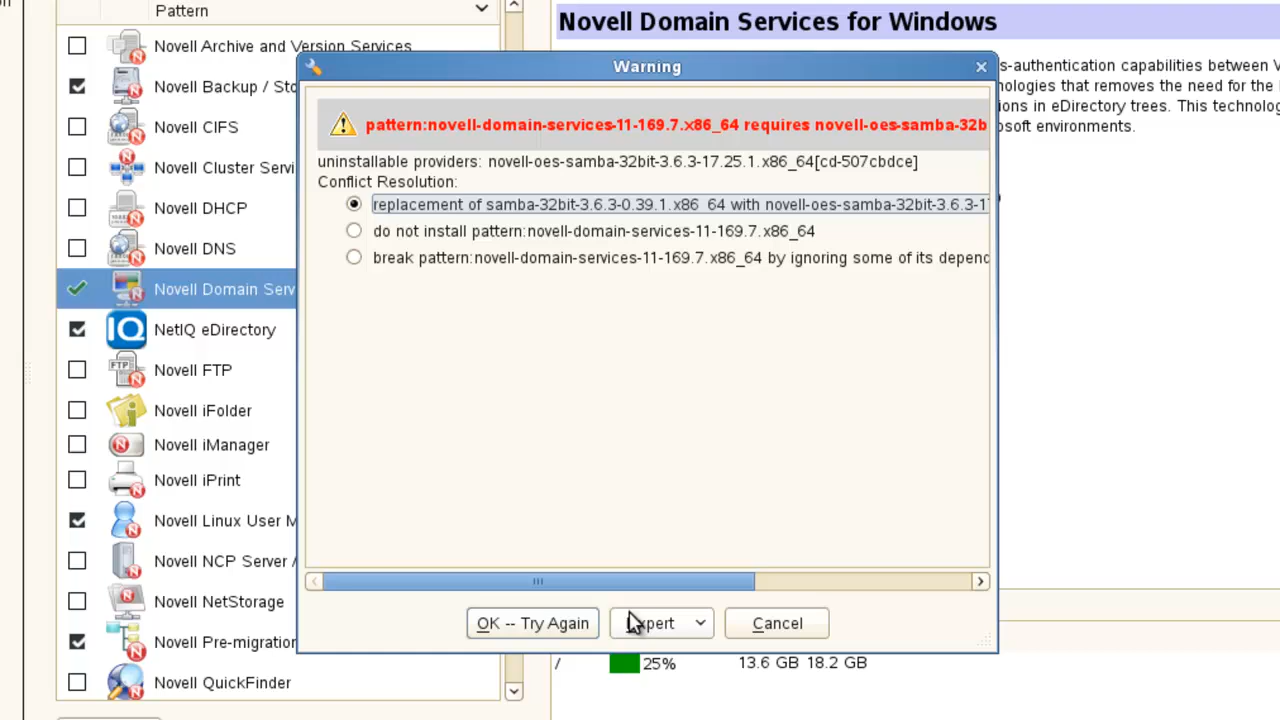 Pattern
Novell Domain Services for Windows
Novell Archive and Version Services
Warning
s-authentication capabilities between V
Novell Backup / Sto
nologies that removes the need for the
ions in eDirectory trees. This technolog
Novell CIFS
pattern:novell-domain-services-11-169.7.x86_64 requires novell-oes-samba-32b
osoft environments.
uninstallable providers: novell-oes-samba-32bit-3.6.3-17.25.1.x86_64[cd-507cbdce]
Novell Cluster Servi
Conflict Resolution:
replacement of samba-32bit-3.6.3-0.39.1.x86_64 with novell-oes-samba-32bit-3.6.3-1
Novell DHCP
do not install pattern:novell-domain-services-11-169.7.x86_64
Novell DNS
break pattern:novell-domain-services-11-169.7.x86_64 by ignoring some of its depend
Novell Domain Serv
IQ NetIQ eDirectory
FTP Novell FTP
Novell iFolder
Novell iManager
Novell iPrint
Novell Linux User M
Novell NCP Server /
Novell NetStorage
OK -- Try Again
Expert
Cancel
Novell Pre-migration
/ 25% 13.6 GB 18.2 GB
Novell QuickFinder